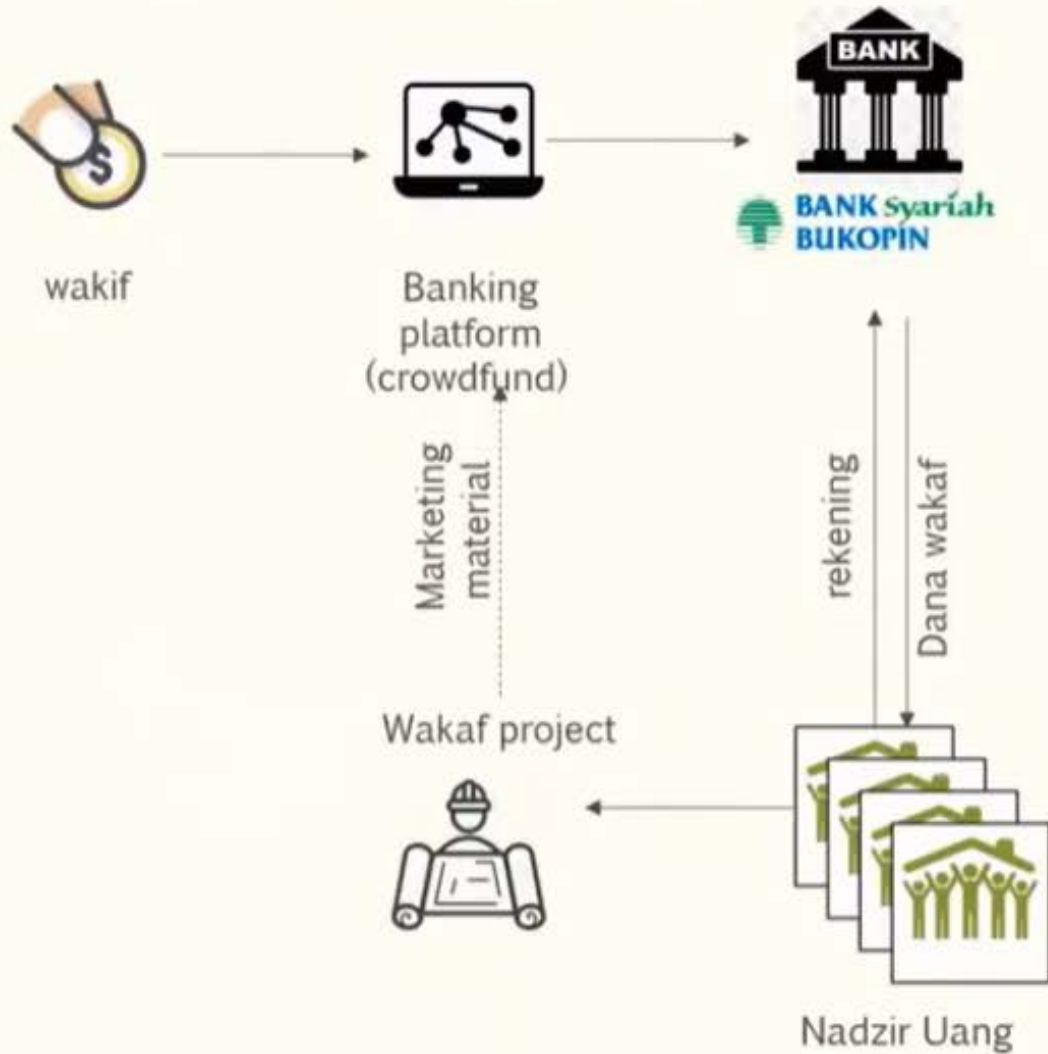 BANK
BANK Syariah
BUKOPIN
$
wakif
Banking
platform
(crowdfund)
Marketing
material
rekening
Dana wakaf
Wakaf project
Nadzir Uang